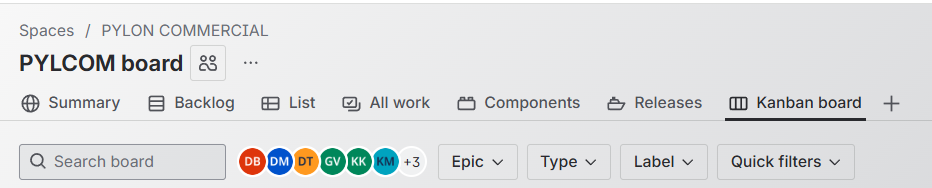 Spaces / PYLON COMMERCIAL
PYLCOM board ...
Summary Backlog List All work Components Releases Kanban board
Search board DB DM DT GV KK KM +3 Epic Type Label Quick filters